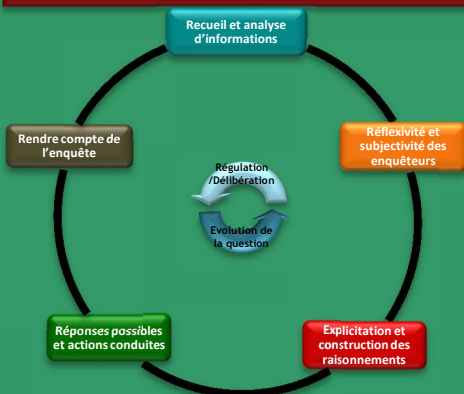 Recueil et analyse
d'informations
Rendre compte de
l'enquête
Réflexivité et
subjectivité des
enquêteurs
Régulation
/Délibération
Evolution de
la question
Réponses possibles
et actions conduites
Explicitation et
construction des
raisonnements